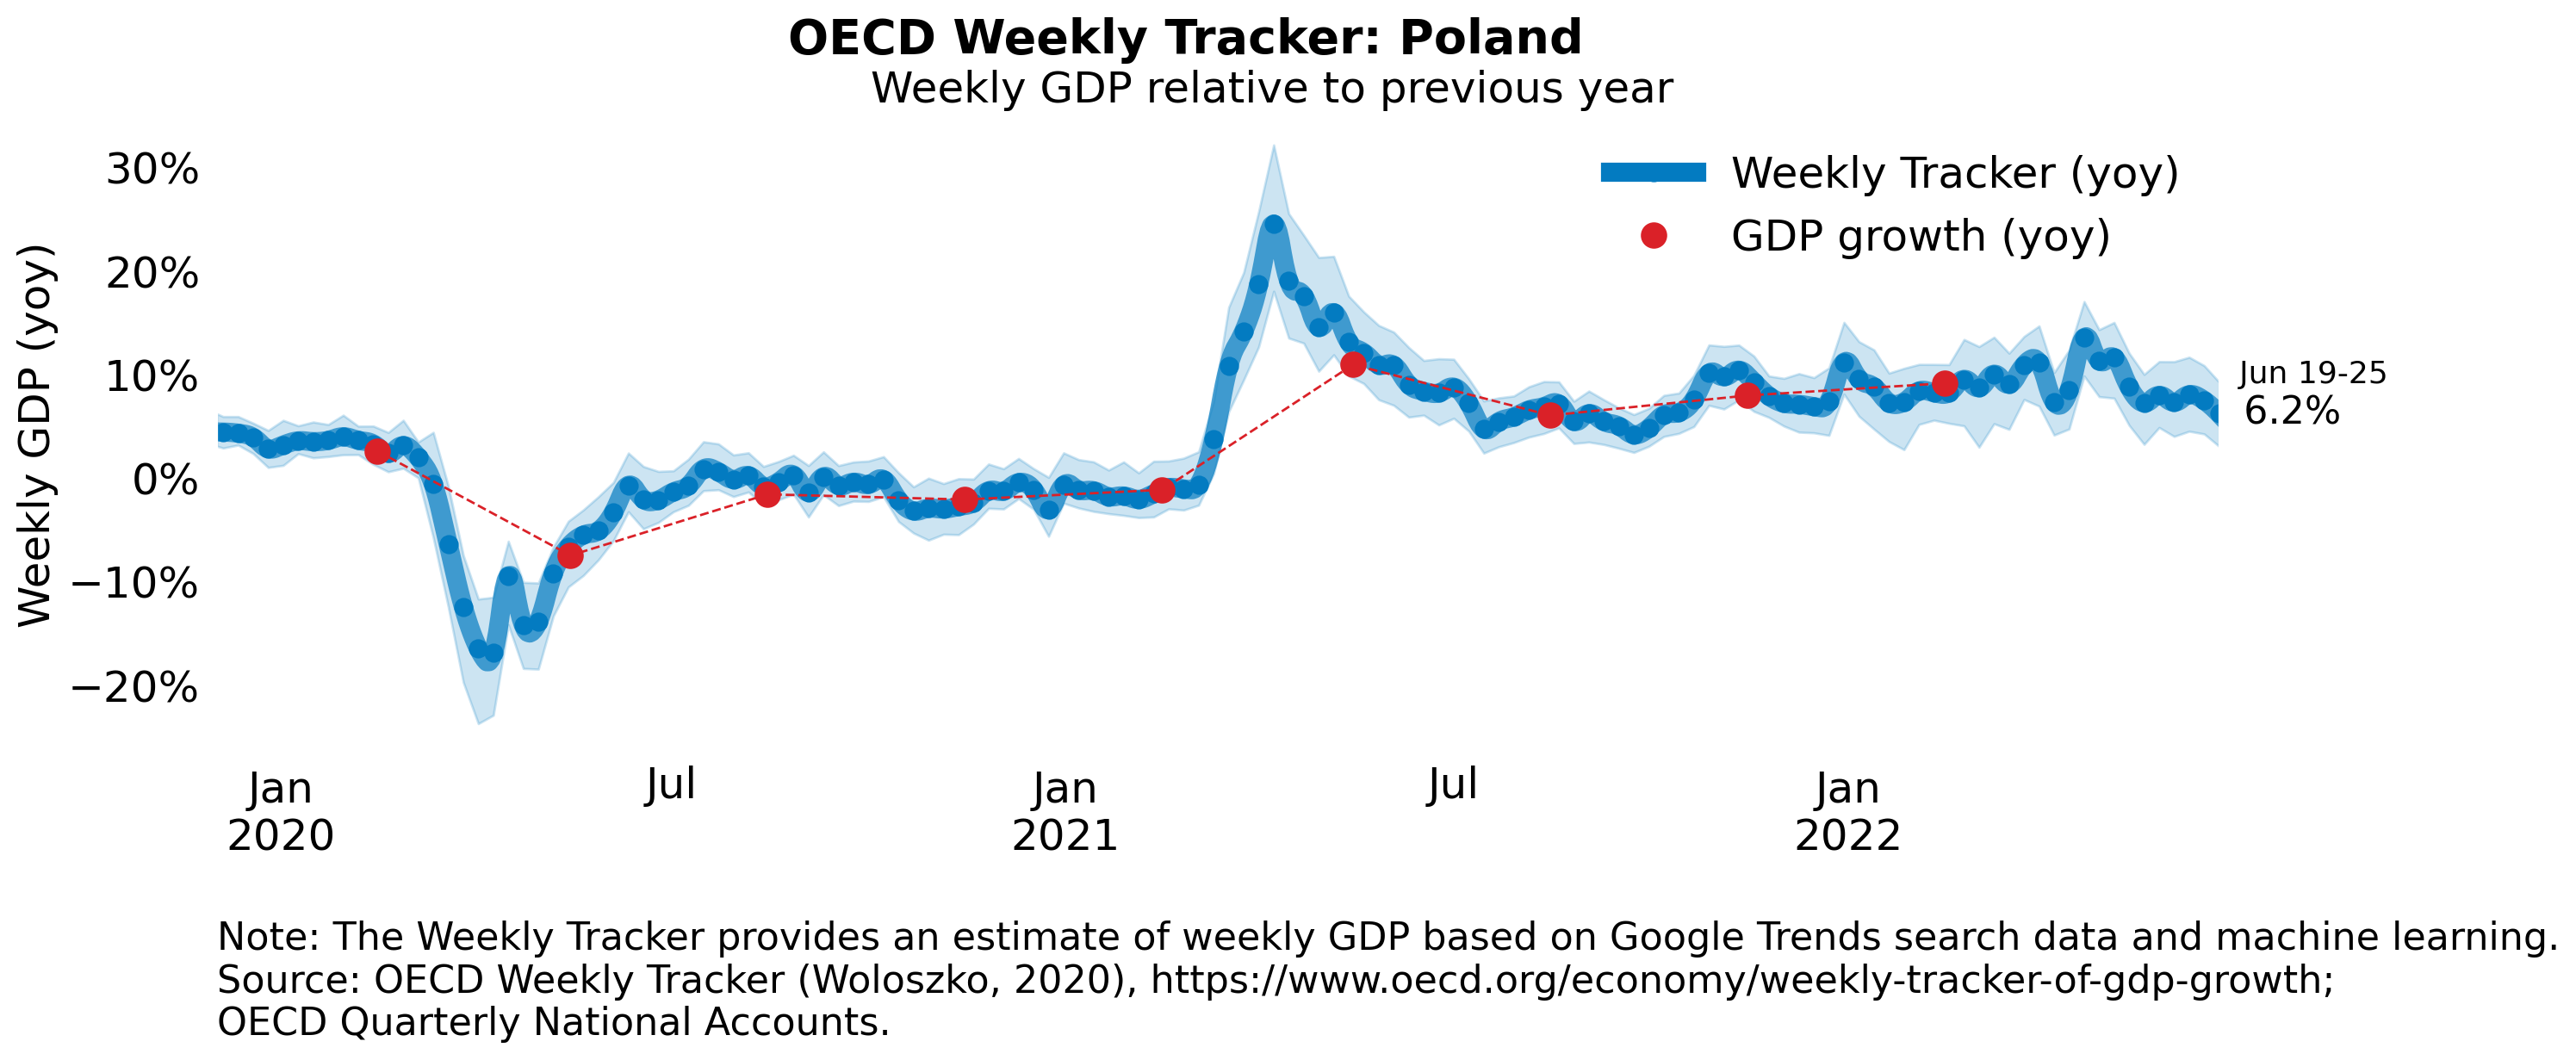 OECD Weekly Tracker: Poland
Weekly GDP relative to previous year
Weekly GDP (yoy)
30%
20%
10%
0%
−10%
−20%
Weekly Tracker (yoy)
GDP growth (yoy)
Jun 19-25
6.2%
Jan
2020
Jul
Jan
2021
Jul
Jan
2022
Note: The Weekly Tracker provides an estimate of weekly GDP based on Google Trends search data and machine learning.
Source: OECD Weekly Tracker (Woloszko, 2020), https://www.oecd.org/economy/weekly-tracker-of-gdp-growth;
OECD Quarterly National Accounts.